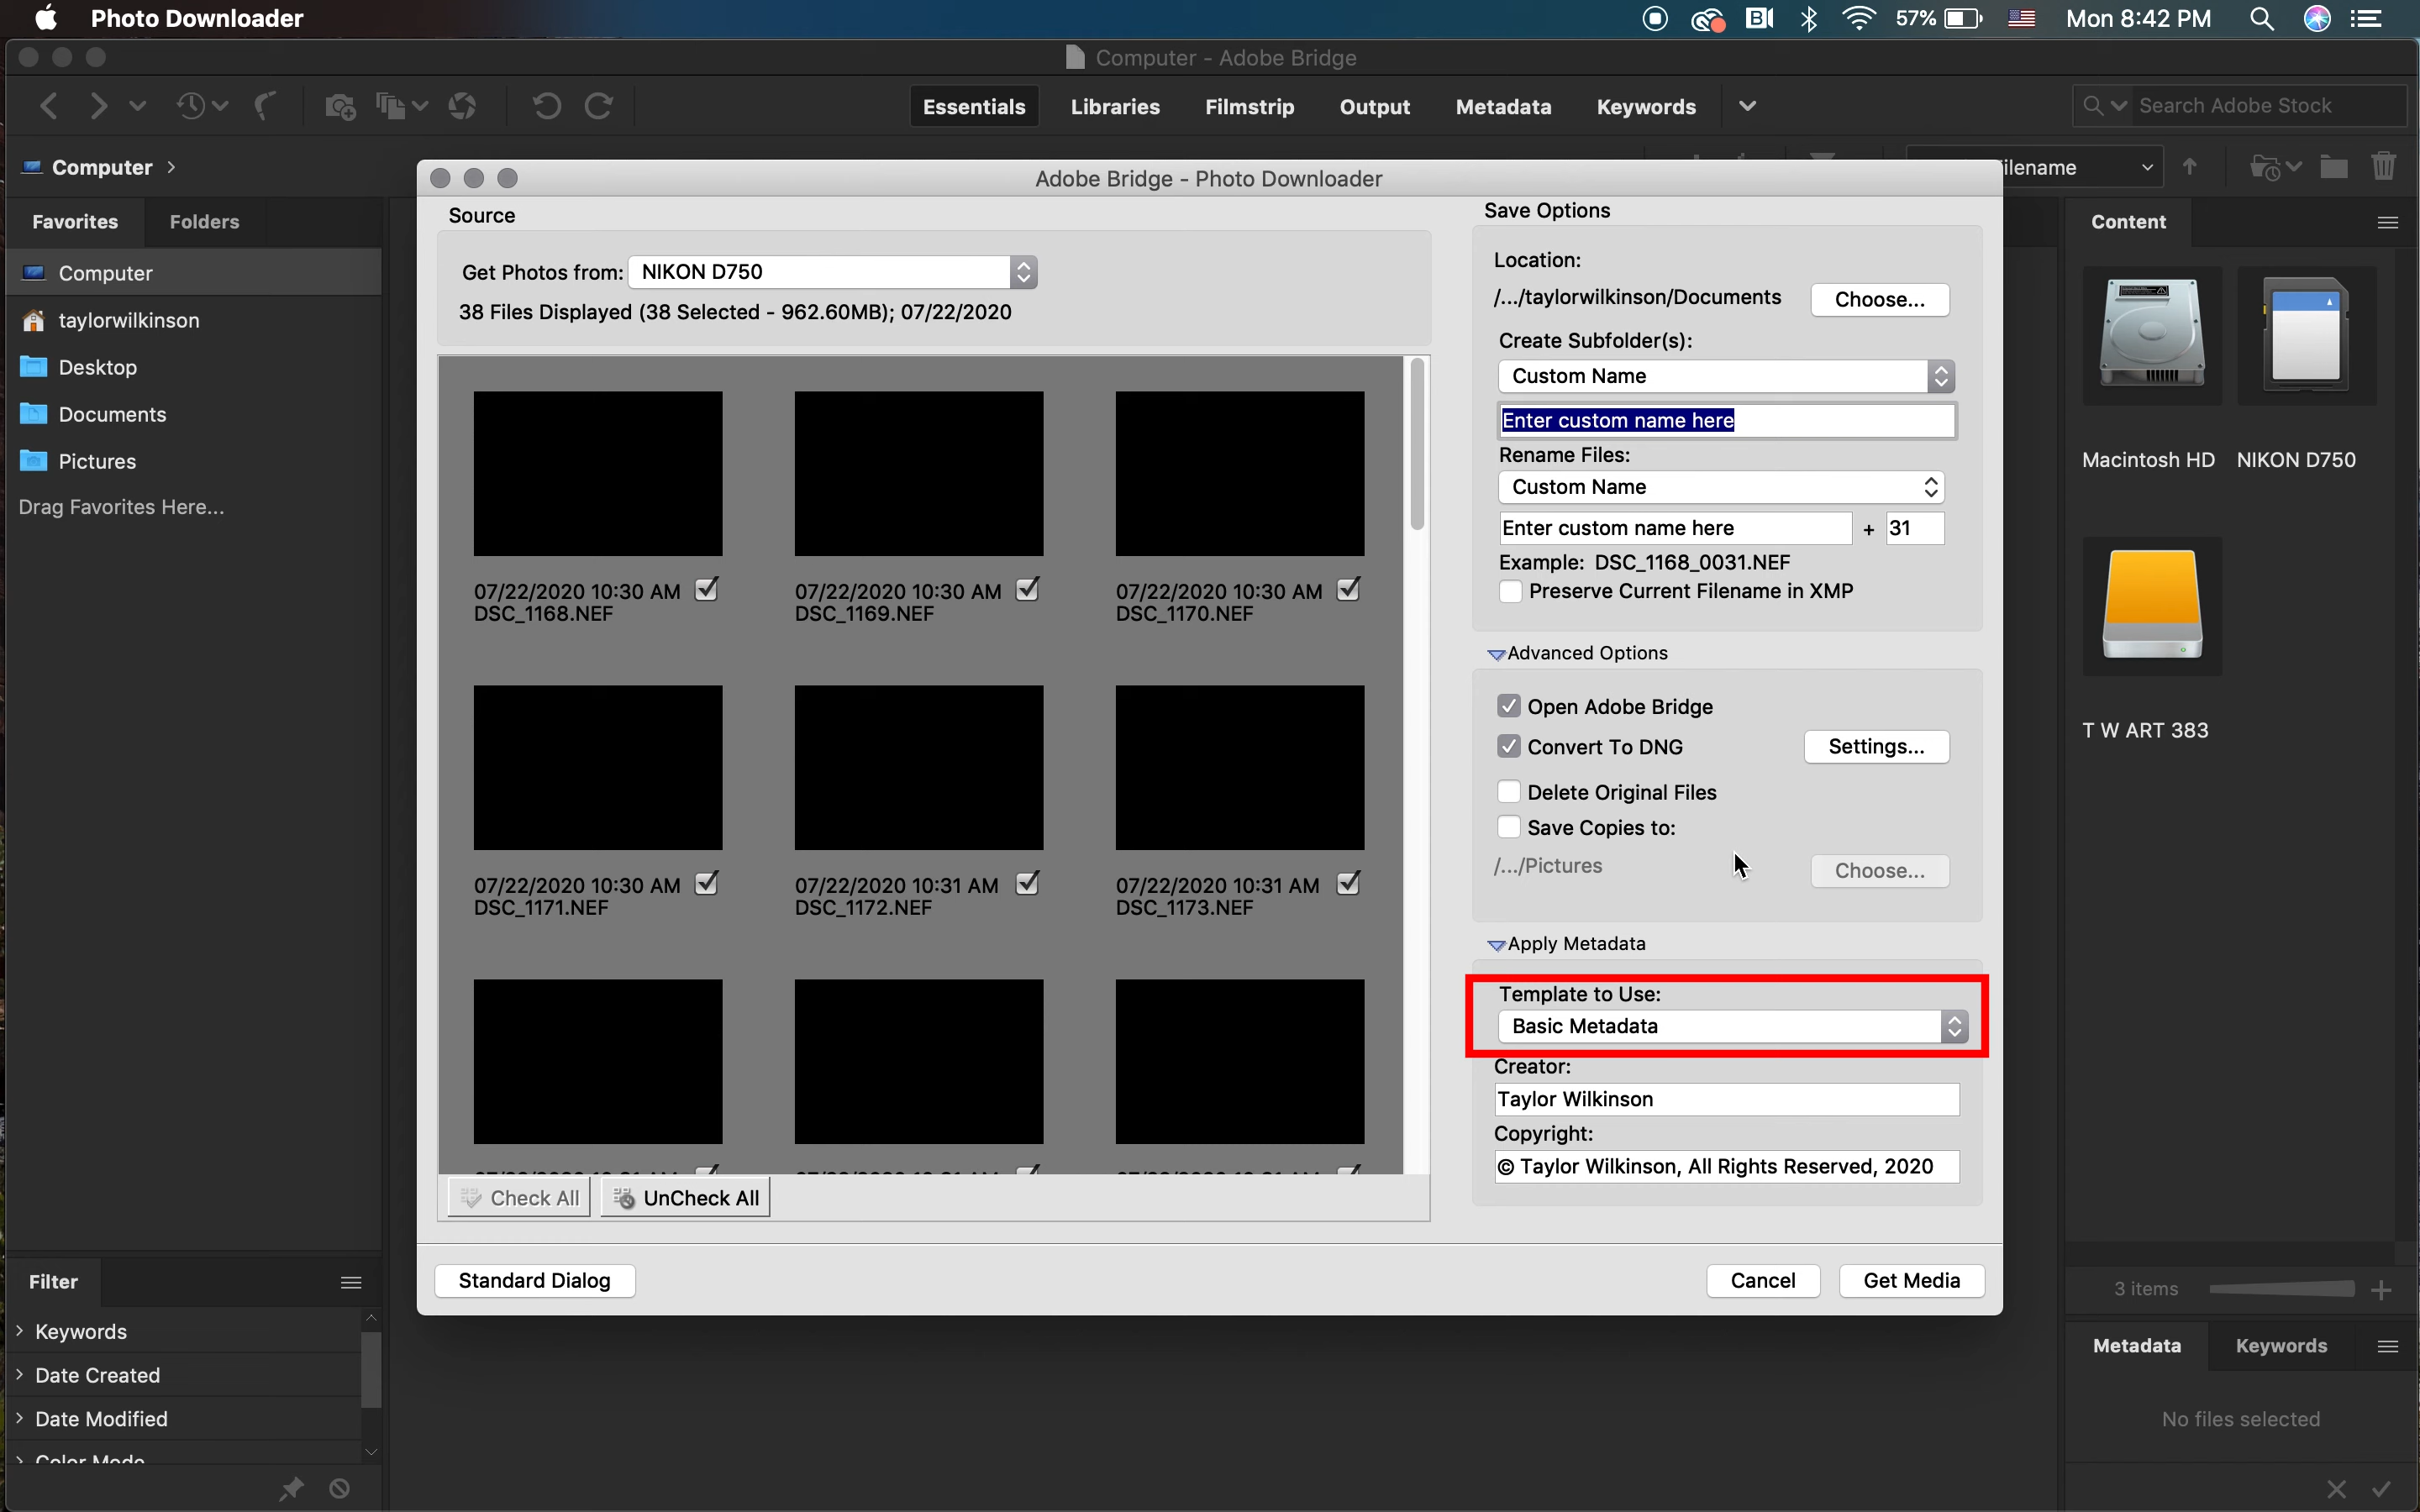 Photo Downloader
57%
Mon 8:42 PM
Computer - Adobe Bridge
Essentials
Libraries
Filmstrip
Output
Metadata
Keywords
Search Adobe Stock
Computer
ilename
Favorites
Folders
Computer
taylorwilkinson
Desktop
Documents
Pictures
Drag Favorites Here...
Adobe Bridge - Photo Downloader
Source
Get Photos from: NIKON D750
38 Files Displayed (38 Selected - 962.60MB); 07/22/2020
07/22/2020 10:30 AM
DSC_1168.NEF
07/22/2020 10:30 AM
DSC_1169.NEF
07/22/2020 10:30 AM
DSC_1170.NEF
07/22/2020 10:30 AM
DSC_1171.NEF
07/22/2020 10:31 AM
DSC_1172.NEF
07/22/2020 10:31 AM
DSC_1173.NEF
Check All
UnCheck All
Save Options
Location:
/.../taylorwilkinson/Documents
Choose...
Create Subfolder(s):
Custom Name
Enter custom name here
Rename Files:
Custom Name
Enter custom name here + 31
Example: DSC_1168_0031.NEF
Preserve Current Filename in XMP
Advanced Options
Open Adobe Bridge
Convert To DNG
Settings...
Delete Original Files
Save Copies to:
/.../Pictures
Choose...
Apply Metadata
Template to Use:
Basic Metadata
Creator:
Taylor Wilkinson
Copyright:
© Taylor Wilkinson, All Rights Reserved, 2020
Standard Dialog
Cancel
Get Media
Content
Macintosh HD
NIKON D750
T W ART 383
3 items
Filter
Keywords
Date Created
Date Modified
Color Mode
Metadata
Keywords
No files selected